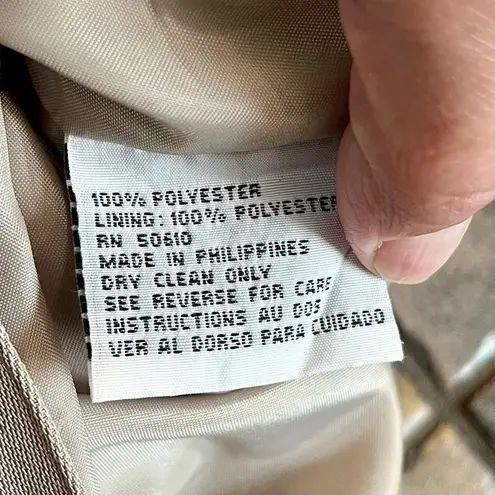 100% POLYESTER
LINING: 100% POLYESTER
RN 50610
MADE IN PHILIPPINES
DRY CLEAN ONLY
SEE REVERSE FOR CARE
INSTRUCTIONS AU DOS
VER AL DORSO PARA CUIDADO